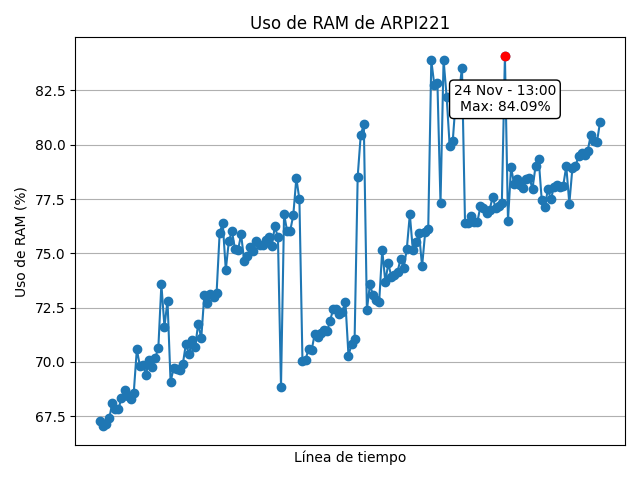 Uso de RAM de ARPI221
82.5
80.0
77.5
75.0
72.5
70.0
67.5
Uso de RAM (%)
24 Nov - 13:00
Max: 84.09%
Línea de tiempo